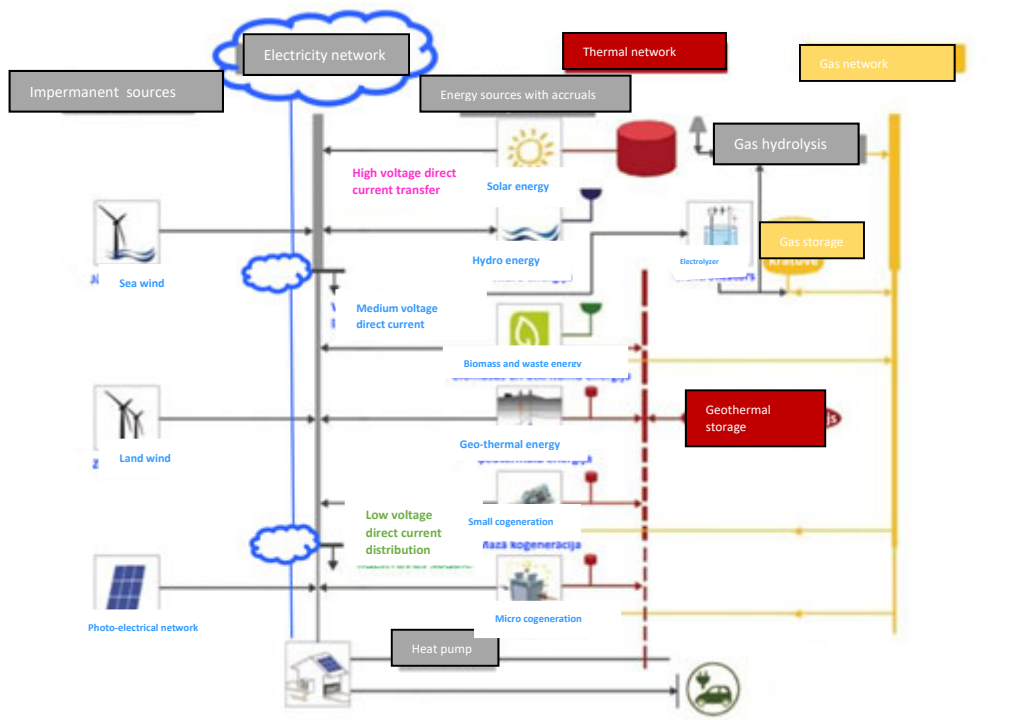 Electricity network
Thermal network
Gas network
Impermanent  sources
Energy sources with accruals
Gas hydrolysis
High voltage direct
current transfer
Solar energy
Sea wind
Hydro energy
Electrolyzer
Gas storage
Medium voltage
direct current
Biomass and waste energy
Land wind
Geo-thermal energy
Geothermal
storage
js
Low voltage
direct current
distribution
Small cogeneration
Mazā koģenerācija
Micro cogeneration
Photo-electrical network
Heat pump